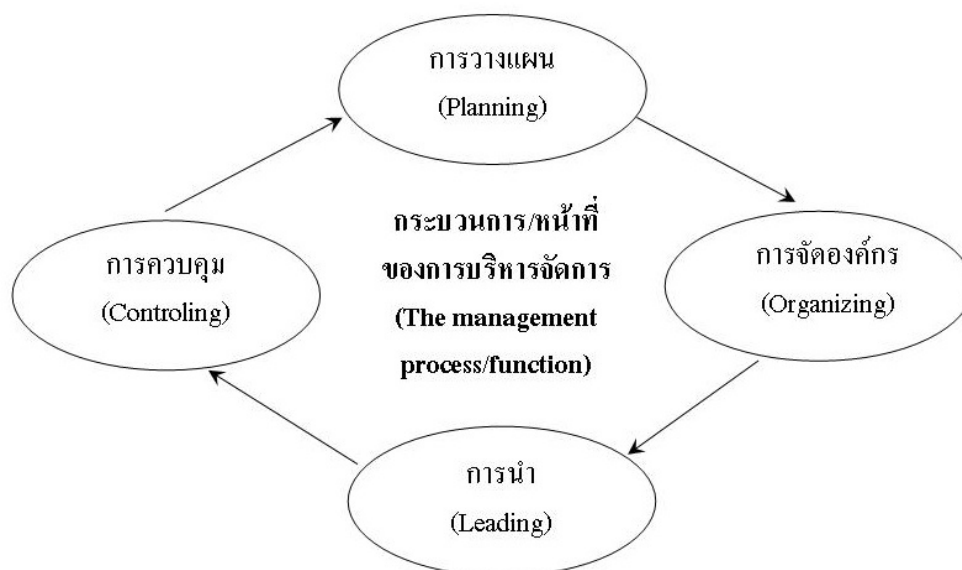 การวางแผน
(Planning)
กระบวนการ/หน้าที่
ของการบริหารจัดการ
(The management
process/function)
การจัดองค์กร
(Organizing)
การนำ
(Leading)
การควบคุม
(Controling)